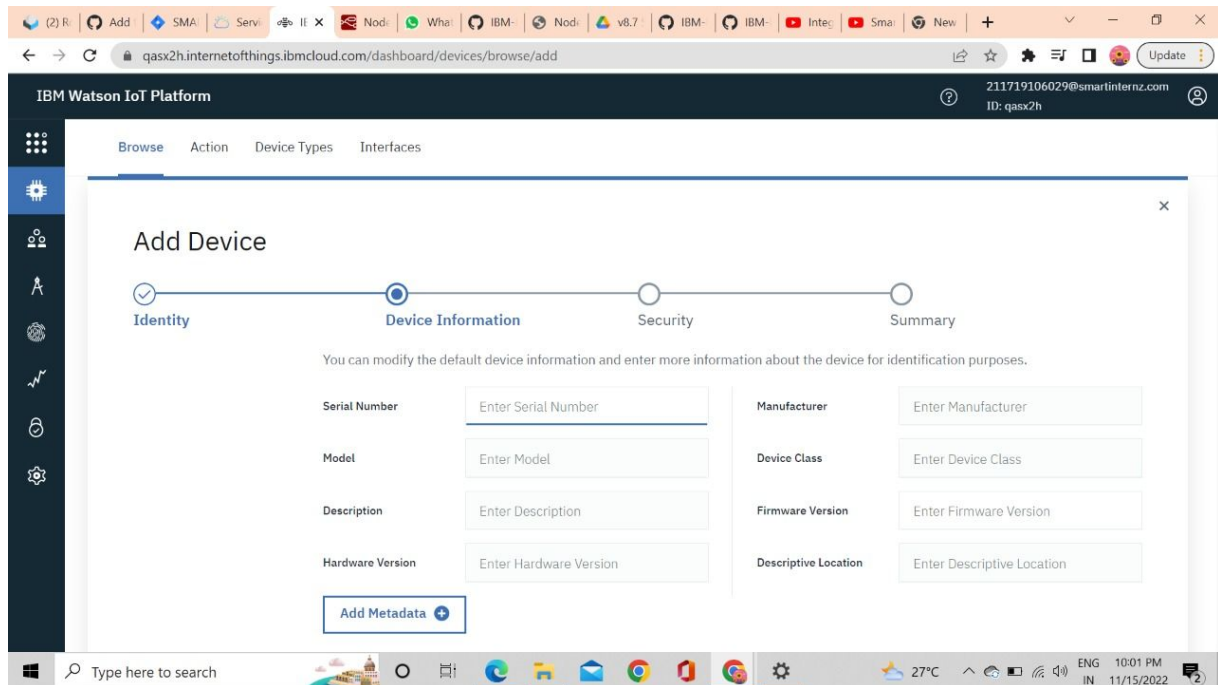 (2) R
Add
SMA
Servi
IE
Node
What
IBM-
Node
v8.7
IBM-
IBM-
Integ
Smar
New
qasx2h.internetofthings.ibmcloud.com/dashboard/devices/browse/add
Update
IBM Watson IoT Platform
211719106029@smartinternz.com
ID: qasx2h
Browse Action Device Types Interfaces
Add Device
Identity Device Information Security Summary
You can modify the default device information and enter more information about the device for identification purposes.
Serial Number Enter Serial Number Manufacturer Enter Manufacturer
Model Enter Model Device Class Enter Device Class
Description Enter Description Firmware Version Enter Firmware Version
Hardware Version Enter Hardware Version Descriptive Location Enter Descriptive Location
Add Metadata
Type here to search
27°C
ENG
IN
10:01 PM
11/15/2022
2